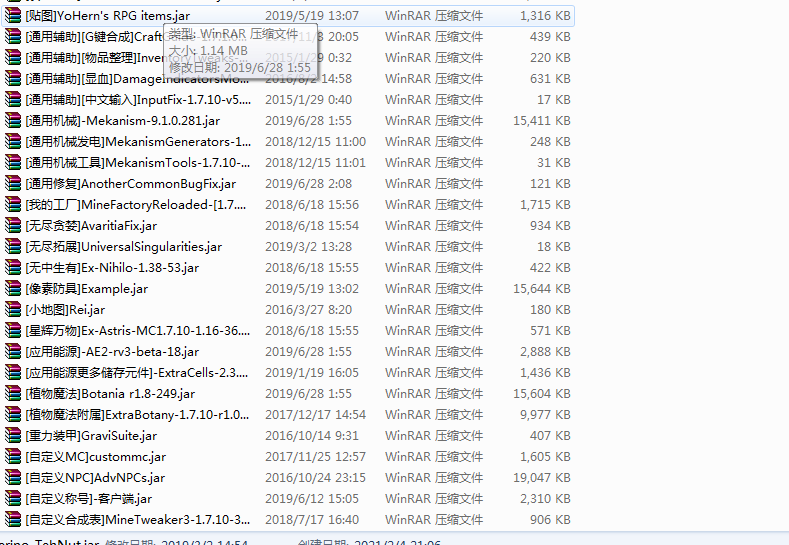 [贴图]YoHern's RPG items.jar 2019/5/19 13:07 WinRAR 压缩文件 1,316 KB
[通用辅助][G键合成]Craft 8 20:05 WinRAR 压缩文件 439 KB
[通用辅助][物品整理]InventoryTweaks-... 0:32 WinRAR 压缩文件 220 KB
[通用辅助][显血]DamageIndicatorsMo... 14:58 WinRAR 压缩文件 631 KB
类型: WinRAR 压缩文件
大小: 1.14 MB
修改日期: 2019/6/28 1:55
[通用辅助][中文输入]InputFix-1.7.10-v5.... 2015/1/29 0:40 WinRAR 压缩文件 17 KB
[通用机械]-Mekanism-9.1.0.281.jar 2019/6/28 1:55 WinRAR 压缩文件 15,411 KB
[通用机械发电]MekanismGenerators-1... 2018/12/15 11:00 WinRAR 压缩文件 248 KB
[通用机械工具]MekanismTools-1.7.10-... 2018/12/15 11:01 WinRAR 压缩文件 31 KB
[通用修复]AnotherCommonBugFix.jar 2019/6/28 2:08 WinRAR 压缩文件 121 KB
[我的工厂]MineFactoryReloaded-[1.7.... 2018/6/18 15:56 WinRAR 压缩文件 1,715 KB
[无尽贪婪]AvaritiaFix.jar 2018/6/18 15:54 WinRAR 压缩文件 934 KB
[无尽拓展]UniversalSingularities.jar 2019/3/2 13:28 WinRAR 压缩文件 18 KB
[无中生有]Ex-Nihilo-1.38-53.jar 2018/6/18 15:55 WinRAR 压缩文件 422 KB
[像素防具]Example.jar 2019/5/19 13:02 WinRAR 压缩文件 15,644 KB
[小地图]Rei.jar 2016/3/27 8:20 WinRAR 压缩文件 180 KB
[星辉万物]Ex-Astris-MC1.7.10-1.16-36.... 2018/6/18 15:55 WinRAR 压缩文件 571 KB
[应用能源]-AE2-rv3-beta-18.jar 2019/6/28 1:55 WinRAR 压缩文件 2,888 KB
[应用能源更多储存元件]-ExtraCells-2.3.... 2019/1/19 16:05 WinRAR 压缩文件 1,436 KB
[植物魔法]Botania r1.8-249.jar 2019/6/28 1:55 WinRAR 压缩文件 15,604 KB
[植物魔法附属]ExtraBotany-1.7.10-r1.0... 2017/12/17 14:54 WinRAR 压缩文件 9,977 KB
[重力装甲]GraviSuite.jar 2016/10/14 9:31 WinRAR 压缩文件 407 KB
[自定义MC]custommc.jar 2017/11/25 12:57 WinRAR 压缩文件 1,605 KB
[自定义NPC]AdvNPCs.jar 2016/10/24 23:15 WinRAR 压缩文件 19,047 KB
[自定义称号]-客户端.jar 2019/6/12 15:05 WinRAR 压缩文件 2,310 KB
[自定义合成表]MineTweaker3-1.7.10-3... 2018/7/17 16:40 WinRAR 压缩文件 906 KB
TehNut.jar 修改日期: 2019/3/2 14:54 创建日期: 2021/2/4 21:06